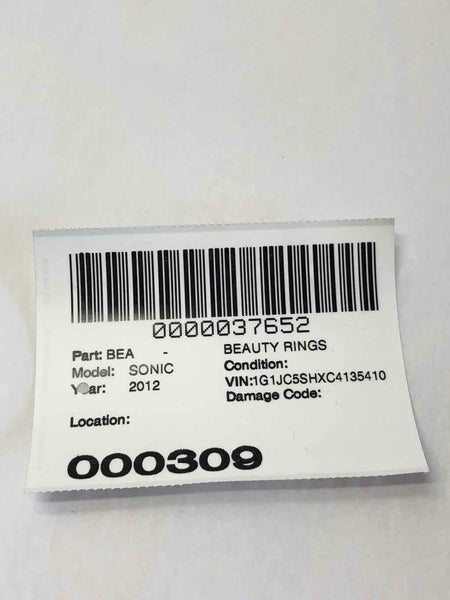 0000037652
Part: BEA - BEAUTY RINGS
Model: SONIC Condition:
Year: 2012 VIN:1G1JC5SHXC4135410
Damage Code:
Location:
000309